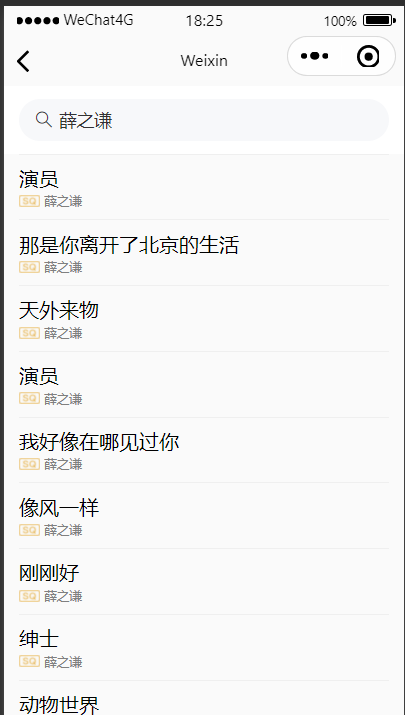 WeChat4G 18:25 100%
Weixin
薛之谦
演员
SQ 薛之谦
那是你离开了北京的生活
SQ 薛之谦
天外来物
SQ 薛之谦
演员
SQ 薛之谦
我好像在哪见过你
SQ 薛之谦
像风一样
SQ 薛之谦
刚刚好
SQ 薛之谦
绅士
SQ 薛之谦
动物世界